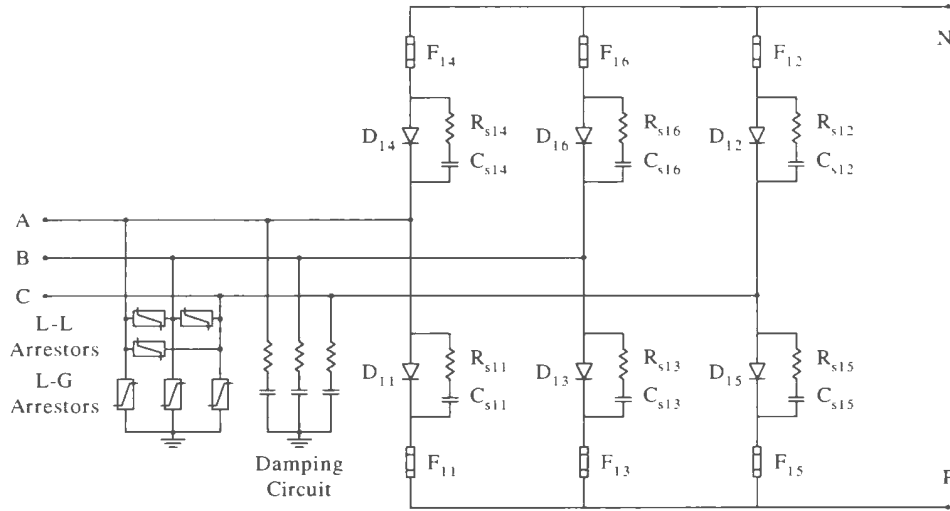 N
F14
F16
F12
D14
Rs14
Cs14
D16
Rs16
Cs16
D12
Rs12
Cs12
A
B
C
L-L
Arrestors
L-G
Arrestors
D11
Rs11
Cs11
D13
Rs13
Cs13
D15
Rs15
Cs15
Damping
Circuit
F11
F13
F15
P